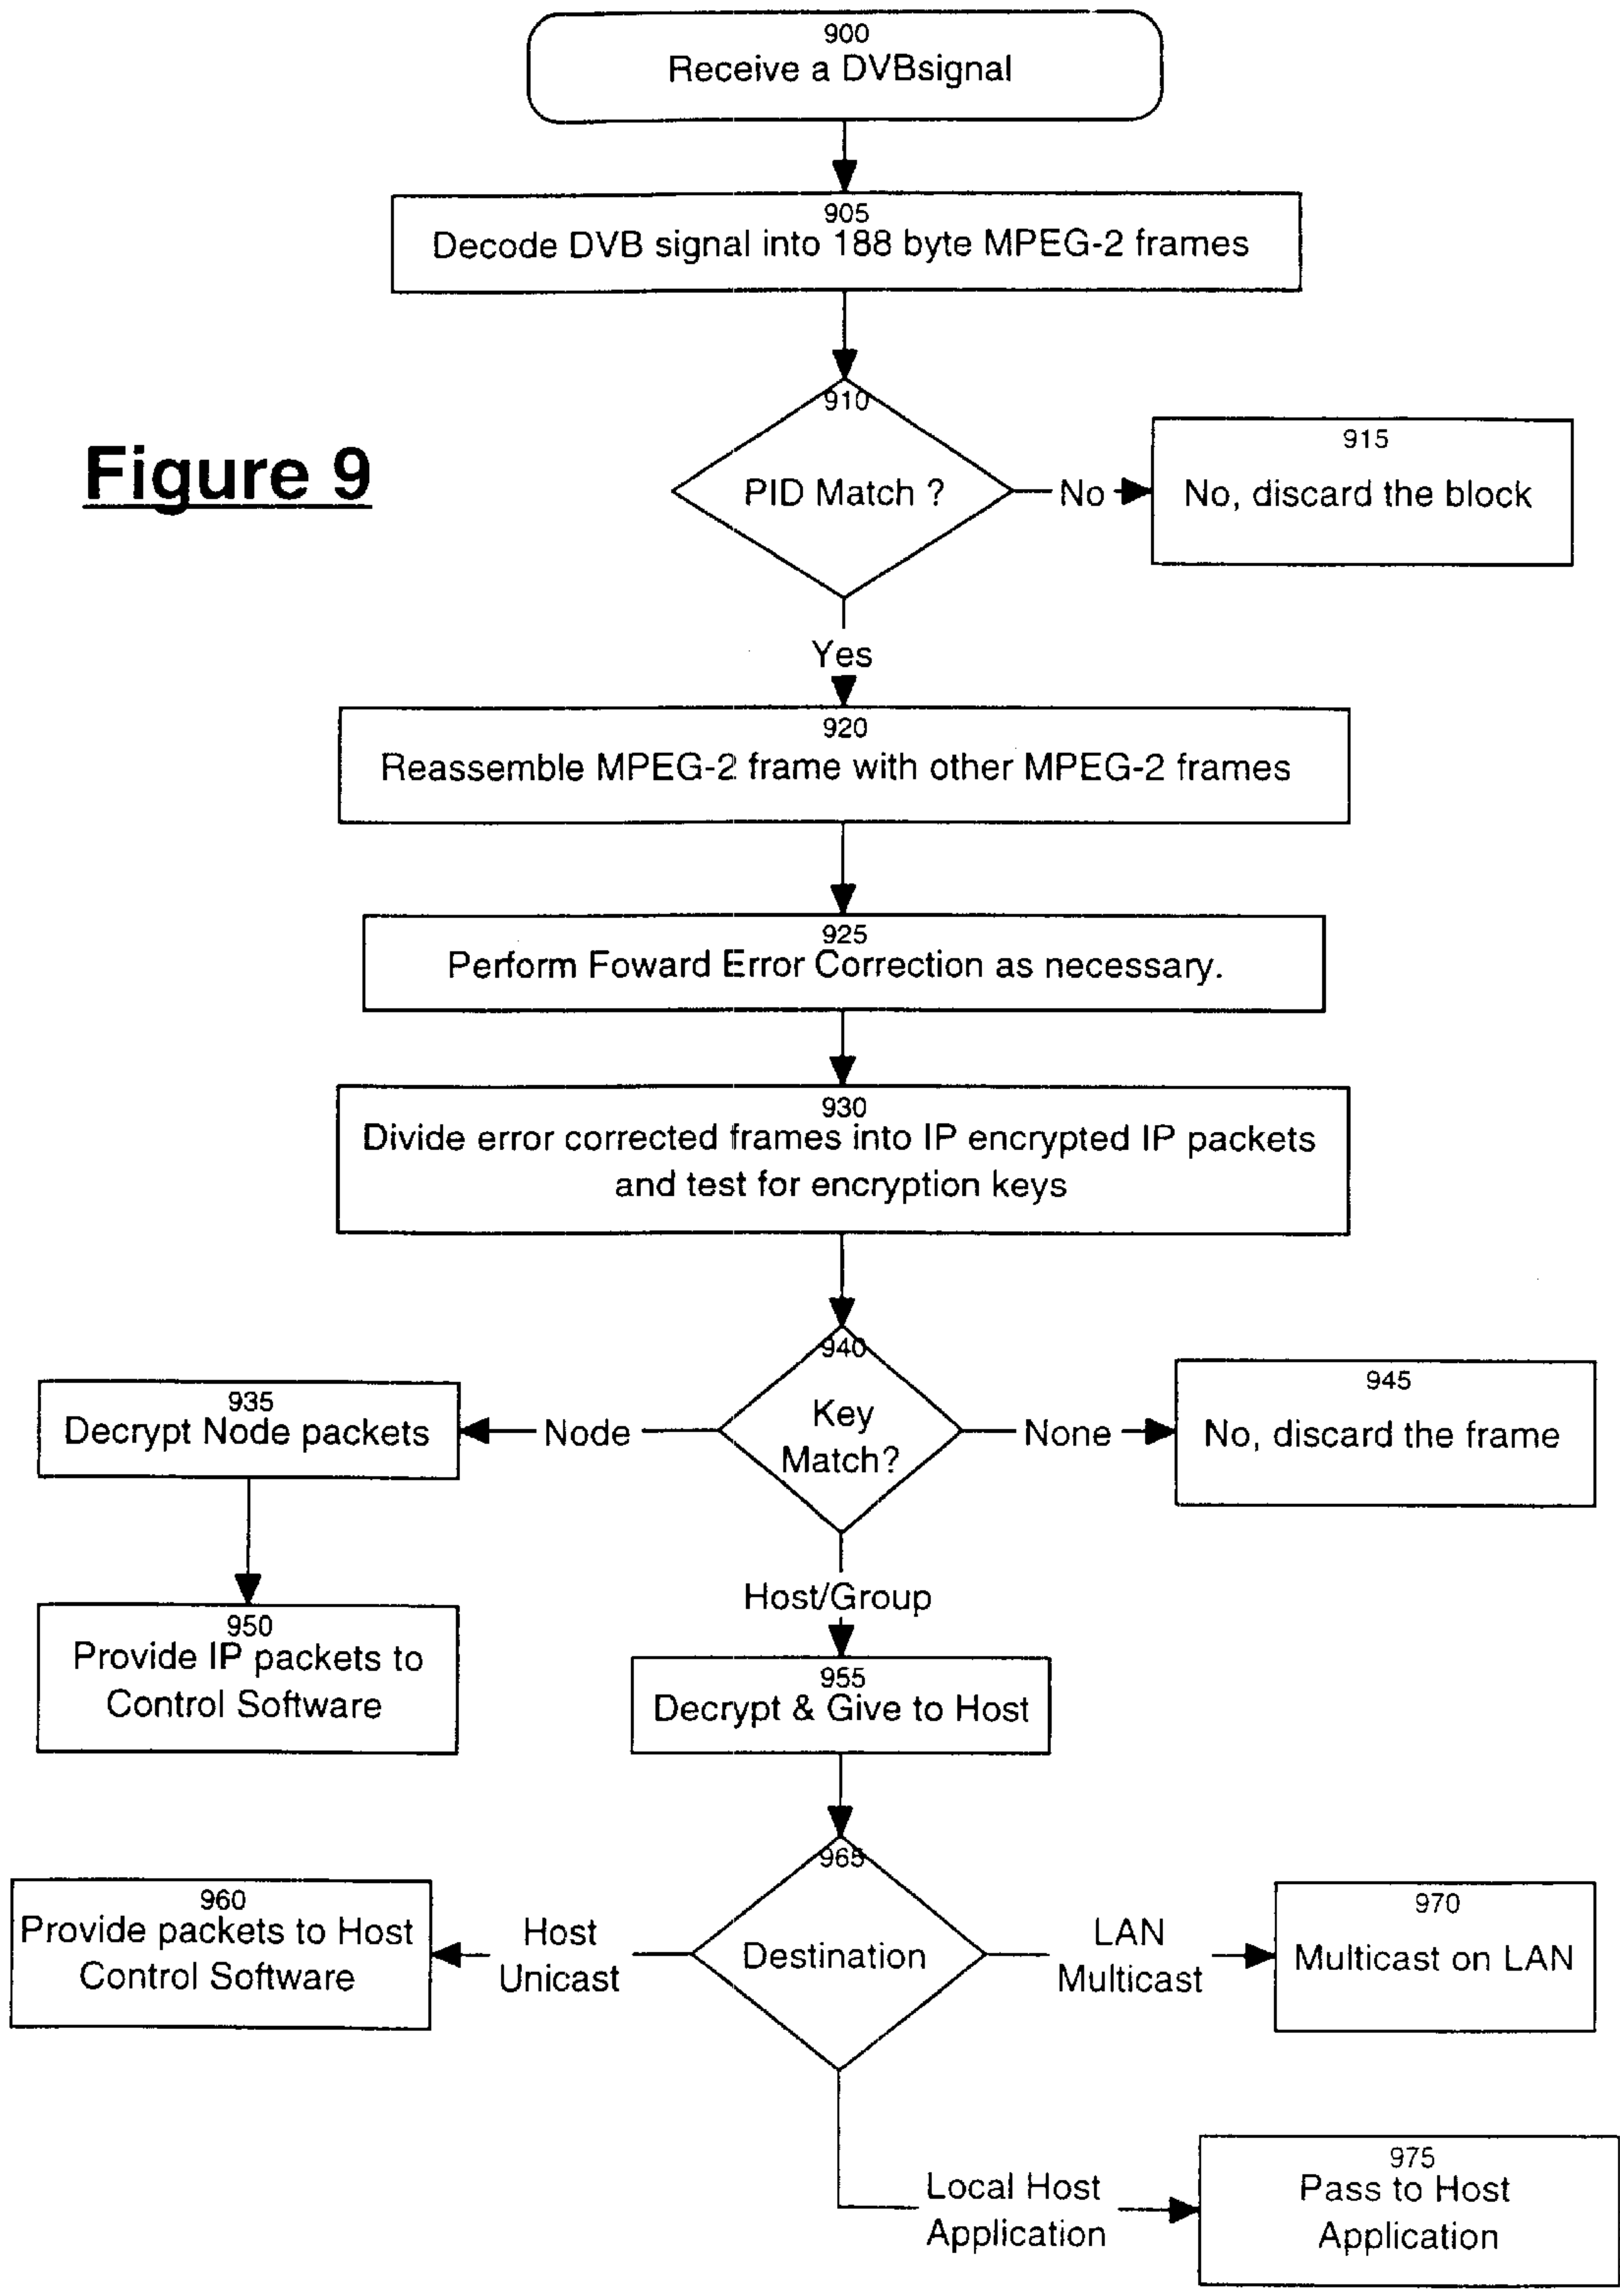 900
Receive a DVBsignal
905
Decode DVB signal into 188 byte MPEG-2 frames
910
PID Match ?
No
915
No, discard the block
Figure 9
Yes
920
Reassemble MPEG-2 frame with other MPEG-2 frames
925
Perform Foward Error Correction as necessary.
930
Divide error corrected frames into IP encrypted IP packets
and test for encryption keys
940
Key
Match?
Node
935
Decrypt Node packets
None
945
No, discard the frame
950
Provide IP packets to
Control Software
Host/Group
955
Decrypt & Give to Host
965
Destination
Host
Unicast
960
Provide packets to Host
Control Software
LAN
Multicast
970
Multicast on LAN
Local Host
Application
975
Pass to Host
Application